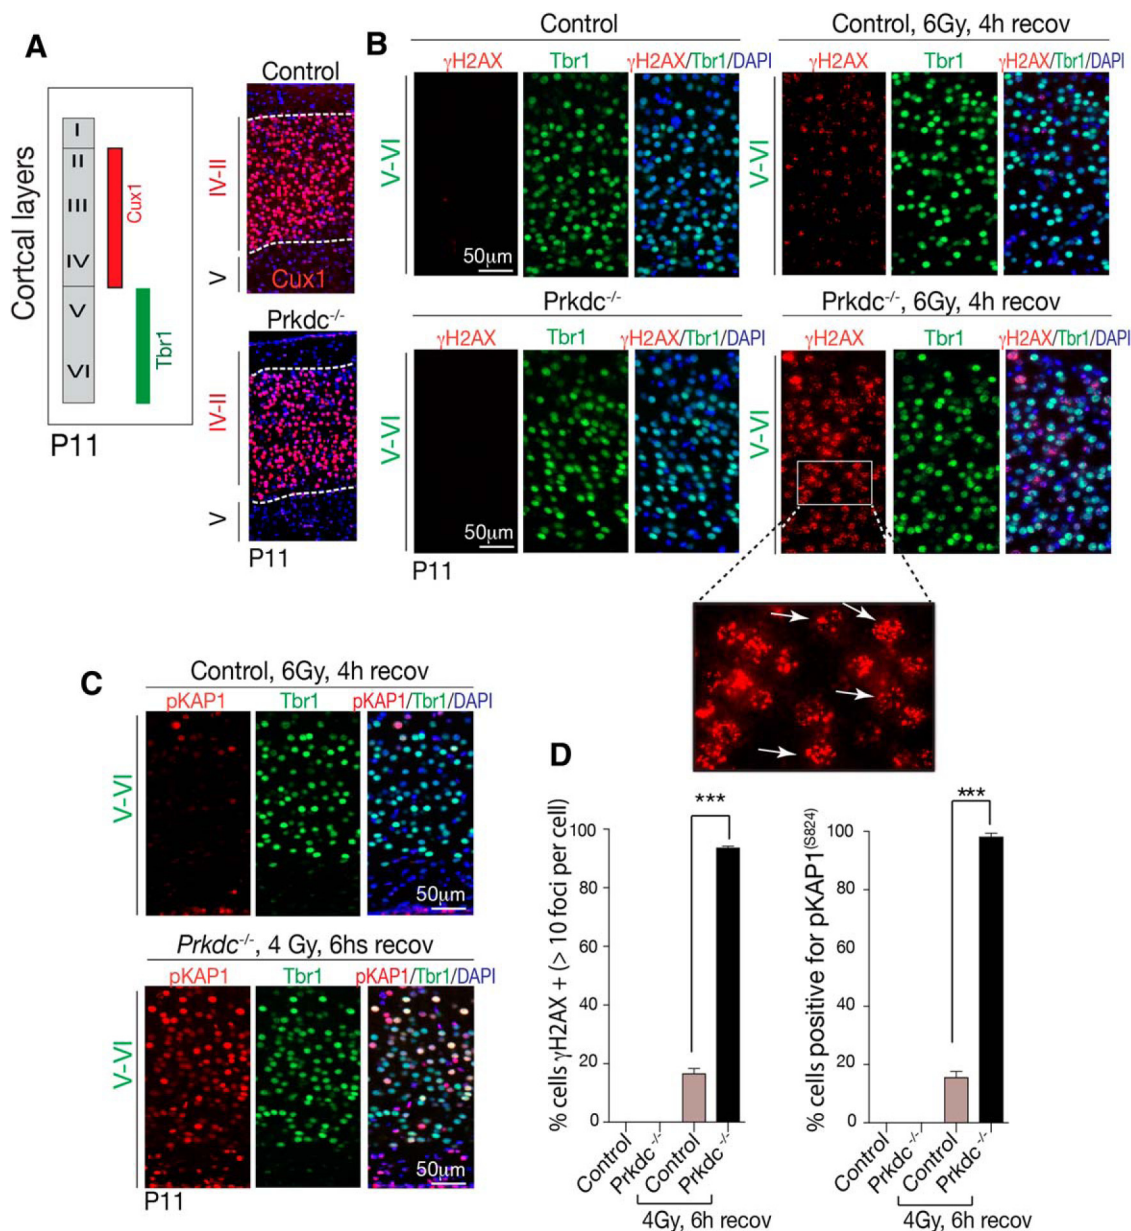 A
Cortcal layers
I
II
III
IV
V
VI
Cux1
Tbr1
P11
Control
IV-II
V
Cux1
Prkdc-/-
IV-II
V
P11
B
Control
γH2AX Tbr1 γH2AX/Tbr1/DAPI
V-VI
50μm
Control, 6Gy, 4h recov
γH2AX Tbr1 γH2AX/Tbr1/DAPI
V-VI
Prkdc-/-
γH2AX Tbr1 γH2AX/Tbr1/DAPI
V-VI
50μm
P11
Prkdc-/-, 6Gy, 4h recov
γH2AX Tbr1 γH2AX/Tbr1/DAPI
V-VI
C
Control, 6Gy, 4h recov
pKAP1 Tbr1 pKAP1/Tbr1/DAPI
V-VI
50μm
Prkdc-/-, 4 Gy, 6hs recov
pKAP1 Tbr1 pKAP1/Tbr1/DAPI
V-VI
50μm
P11
D
% cells γH2AX + (> 10 foci per cell)
100
80
60
40
20
0
***
Control
Prkdc-/-
Control
Prkdc-/-
4Gy, 6h recov
% cells positive for pKAP1(S824)
100
80
60
40
20
0
***
Control
Prkdc-/-
Control
Prkdc-/-
4Gy, 6h recov